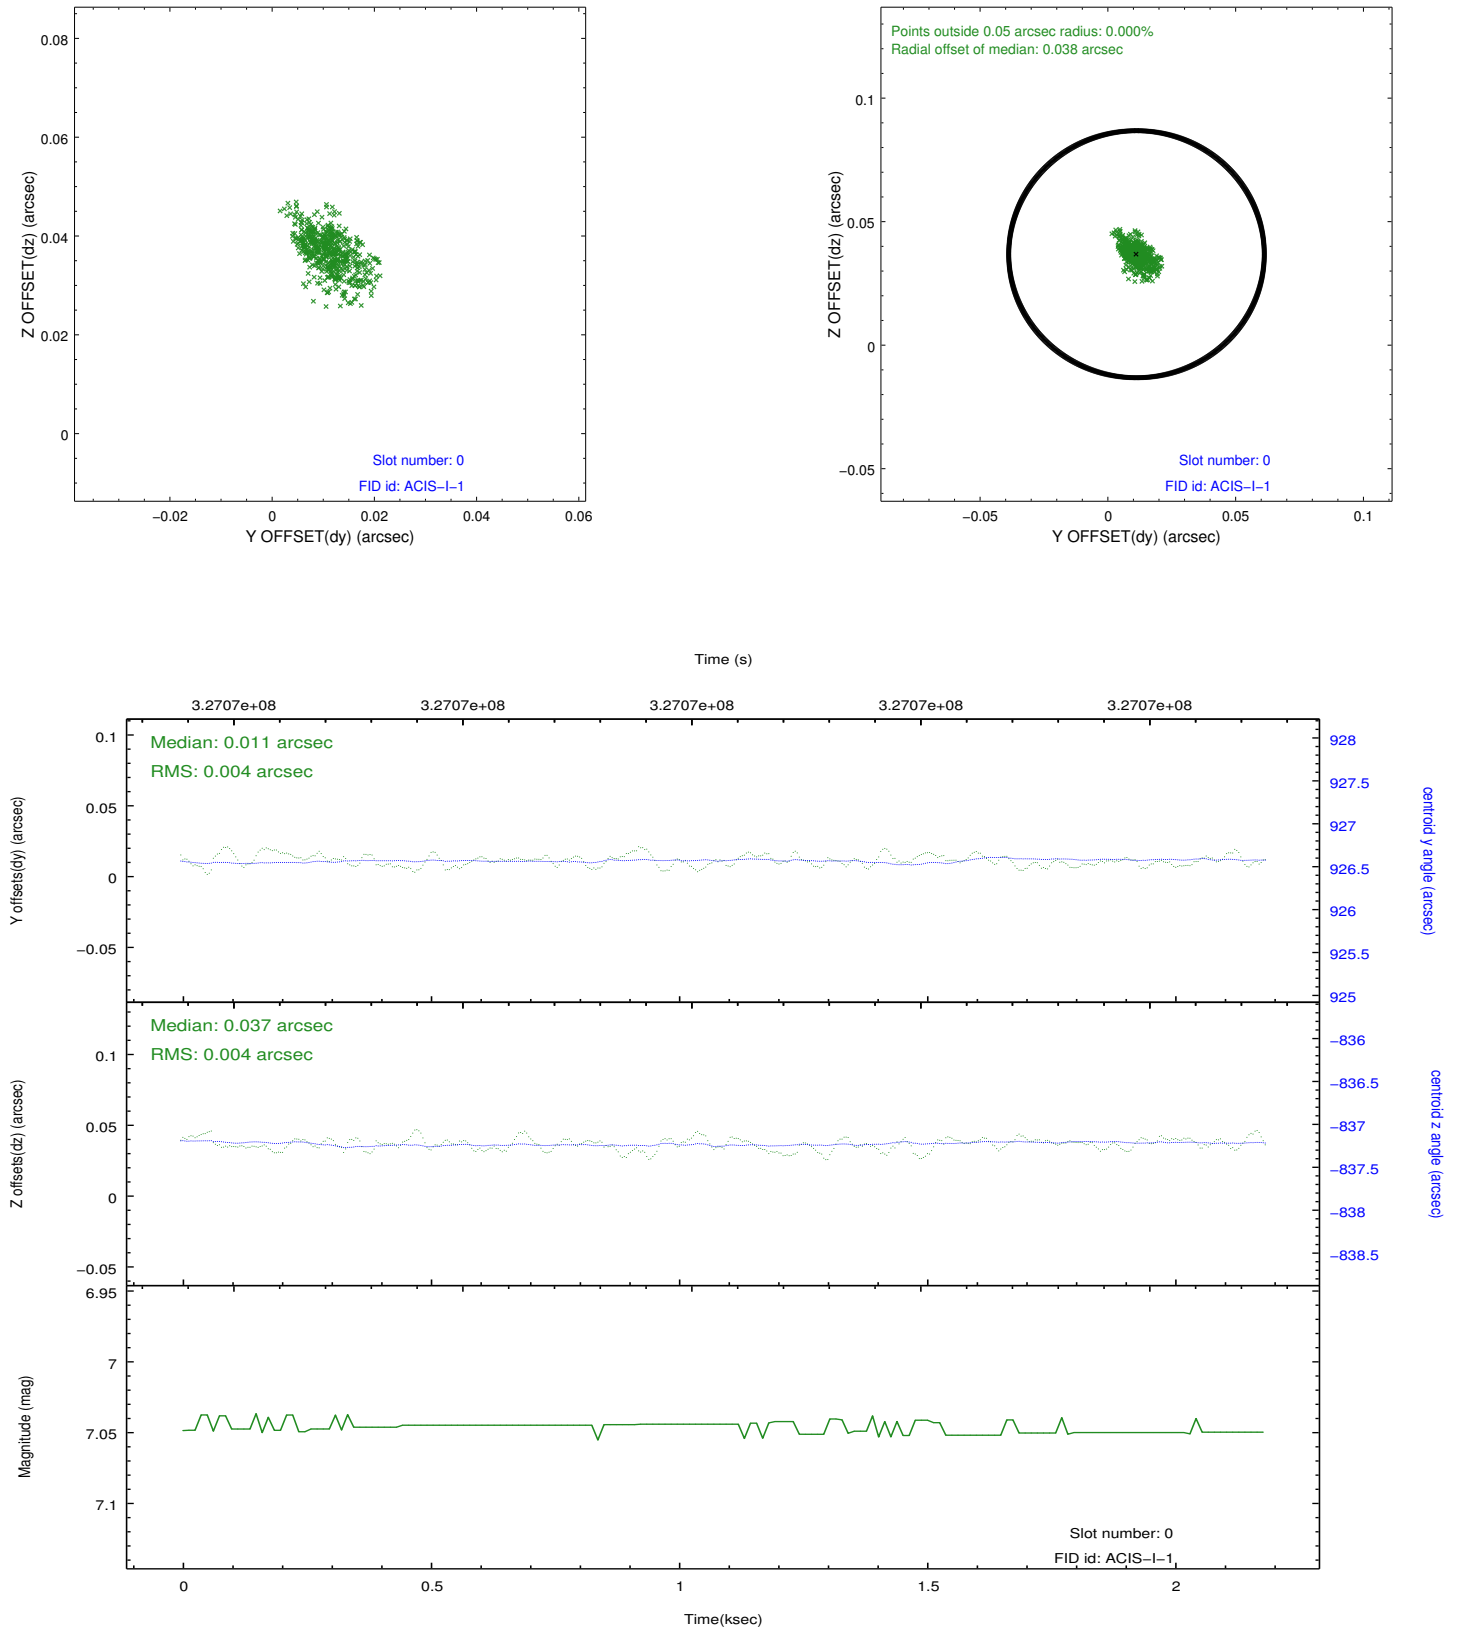 0.08
0.06
0.04
0.02
0
Z OFFSET(dz) (arcsec)
Slot number: 0
FID id: ACIS−I−1
−0.02 0 0.02 0.04 0.06
Y OFFSET(dy) (arcsec)
Points outside 0.05 arcsec radius: 0.000%
Radial offset of median: 0.038 arcsec
0.1
0.05
0
−0.05
Z OFFSET(dz) (arcsec)
Slot number: 0
FID id: ACIS−I−1
−0.05 0 0.05 0.1
Y OFFSET(dy) (arcsec)
Time (s)
3.2707e+08 3.2707e+08 3.2707e+08 3.2707e+08 3.2707e+08
Median: 0.011 arcsec
RMS: 0.004 arcsec
0.1
0.05
0
−0.05
Y offsets(dy) (arcsec)
928
927.5
927
926.5
926
925.5
925
centroid y angle (arcsec)
Median: 0.037 arcsec
RMS: 0.004 arcsec
0.1
0.05
0
−0.05
Z offsets(dz) (arcsec)
−836
−836.5
−837
−837.5
−838
−838.5
centroid z angle (arcsec)
6.95
7
7.05
7.1
Magnitude (mag)
Slot number: 0
FID id: ACIS−I−1
0 0.5 1 1.5 2
Time(ksec)